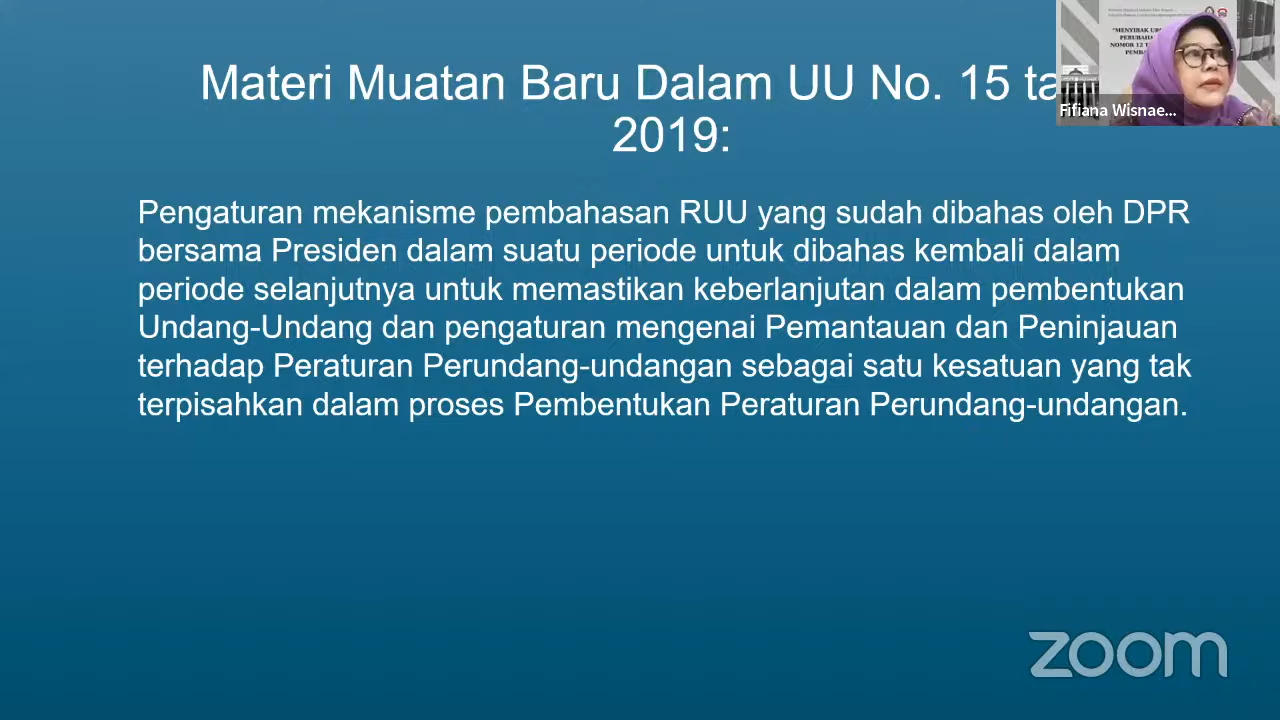 Materi Muatan Baru Dalam UU No. 15
2019:
Pengaturan mekanisme pembahasan RUU yang sudah dibahas oleh DPR
bersama Presiden dalam suatu periode untuk dibahas kembali dalam
periode selanjutnya untuk memastikan keberlanjutan dalam pembentukan
Undang-Undang dan pengaturan mengenai Pemantauan dan Peninjauan
terhadap Peraturan Perundang-undangan sebagai satu kesatuan yang tak
terpisahkan dalam proses Pembentukan Peraturan Perundang-undangan.
"MENYIBAK
NOMOR 12
Fifiana Wisnae...
zoom